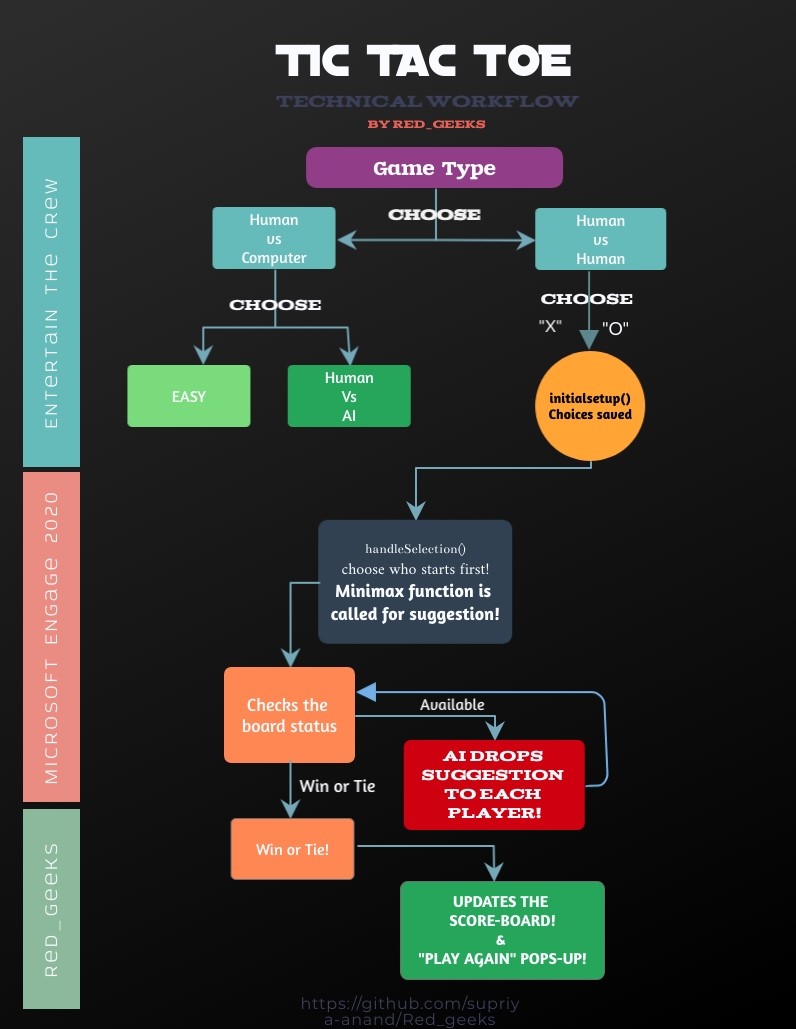 TIC TAC TOE
TECHNICAL WORKFLOW
BY RED_GEEKS
Game Type
CHOOSE
Human
vs
Computer
Human
vs
Human
CHOOSE
CHOOSE
"X" "O"
EASY
Human
Vs
AI
initialsetup()
Choices saved
handleSelection()
choose who starts first!
Minimax function is
called for suggestion!
Checks the
board status
Available
AI DROPS
SUGGESTION
TO EACH
PLAYER!
Win or Tie
Win or Tie!
UPDATES THE
SCORE-BOARD!
&
"PLAY AGAIN" POPS-UP!
ENTERTAIN THE CREW
MICROSOFT ENGAGE 2020
RED_GEEKS
https://github.com/supriy
a-anand/Red_geeks